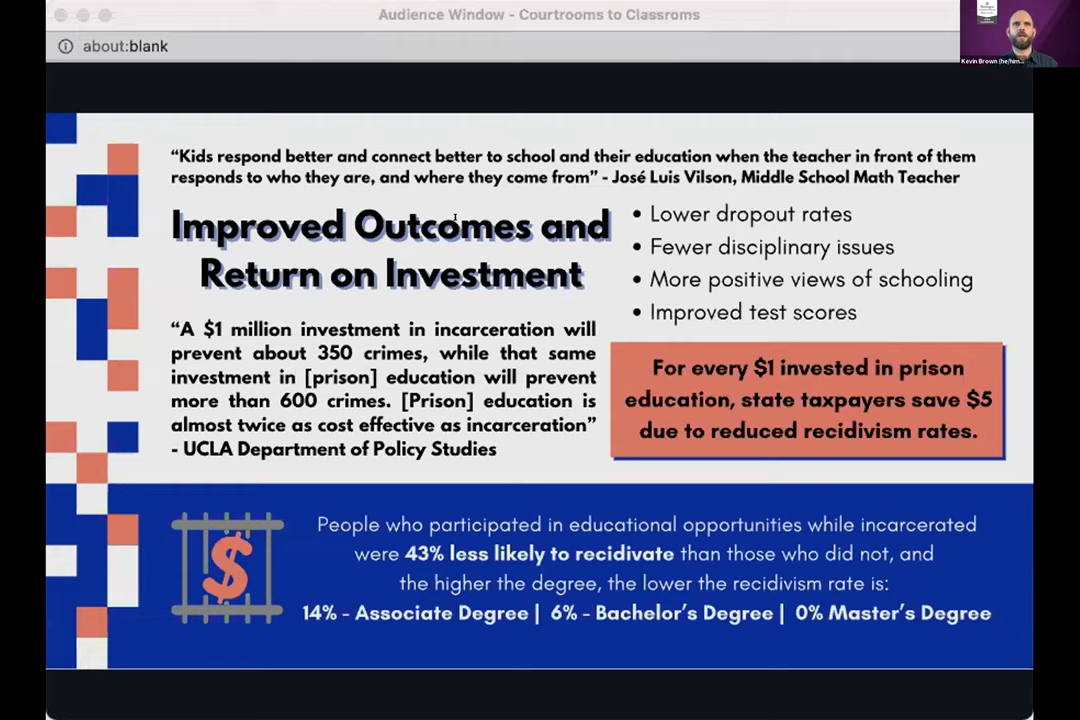 Audience Window - Courtrooms to Classroms
about:blank
Kevin Brown (he/him...
“Kids respond better and connect better to school and their education when the teacher in front of them
responds to who they are, and where they come from” - José Luis Vilson, Middle School Math Teacher
Improved Outcomes and
Return on Investment
• Lower dropout rates
• Fewer disciplinary issues
• More positive views of schooling
• Improved test scores
“A $1 million investment in incarceration will
prevent about 350 crimes, while that same
investment in [prison] education will prevent
more than 600 crimes. [Prison] education is
almost twice as cost effective as incarceration”
- UCLA Department of Policy Studies
For every $1 invested in prison
education, state taxpayers save $5
due to reduced recidivism rates.
$
People who participated in educational opportunities while incarcerated
were 43% less likely to recidivate than those who did not, and
the higher the degree, the lower the recidivism rate is:
14% - Associate Degree | 6% - Bachelor’s Degree | 0% Master’s Degree